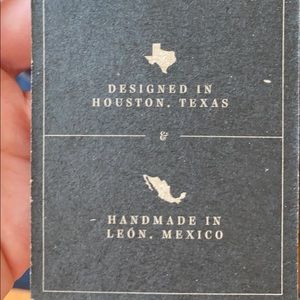 DESIGNED IN
HOUSTON, TEXAS
&
HANDMADE IN
LEÓN, MEXICO